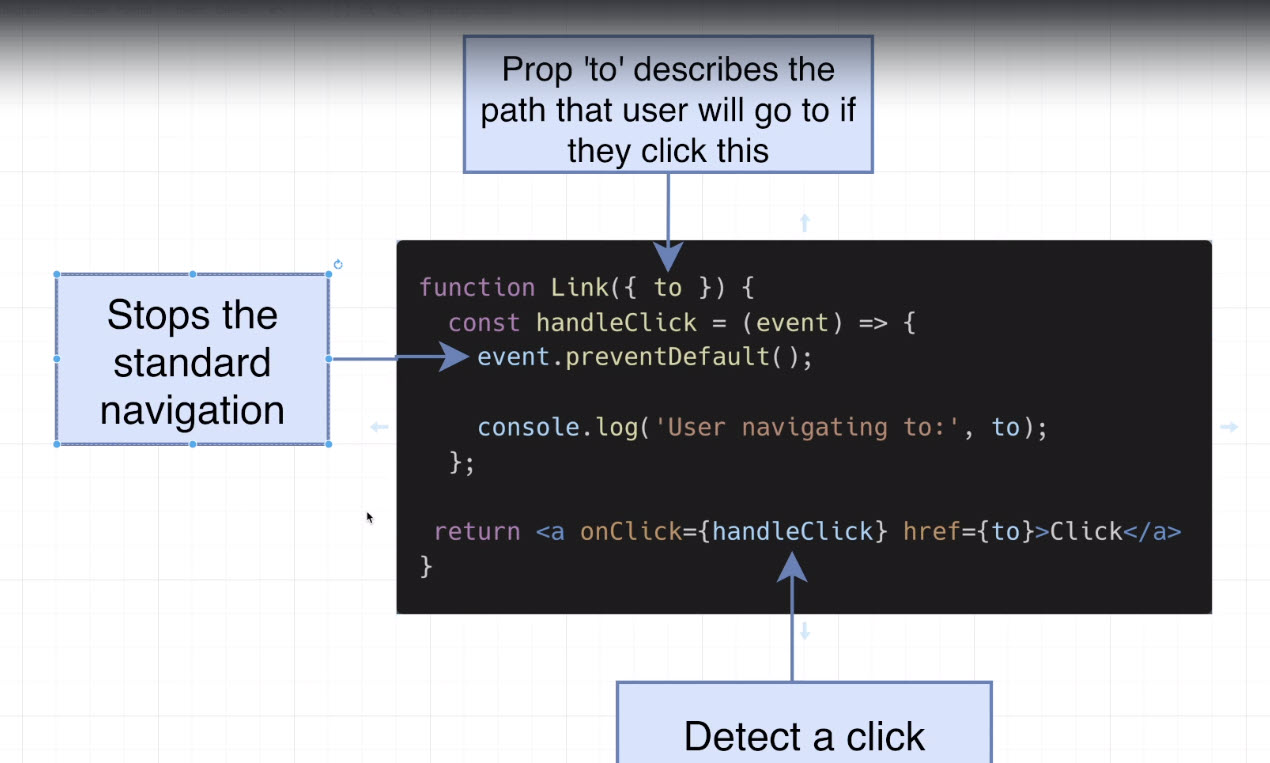 Prop 'to' describes the
path that user will go to if
they click this
Stops the
standard
navigation
function Link({ to }) {
const handleClick = (event) => {
event.preventDefault();
console.log('User navigating to:', to);
};
return <a onClick={handleClick} href={to}>Click</a>
}
Detect a click